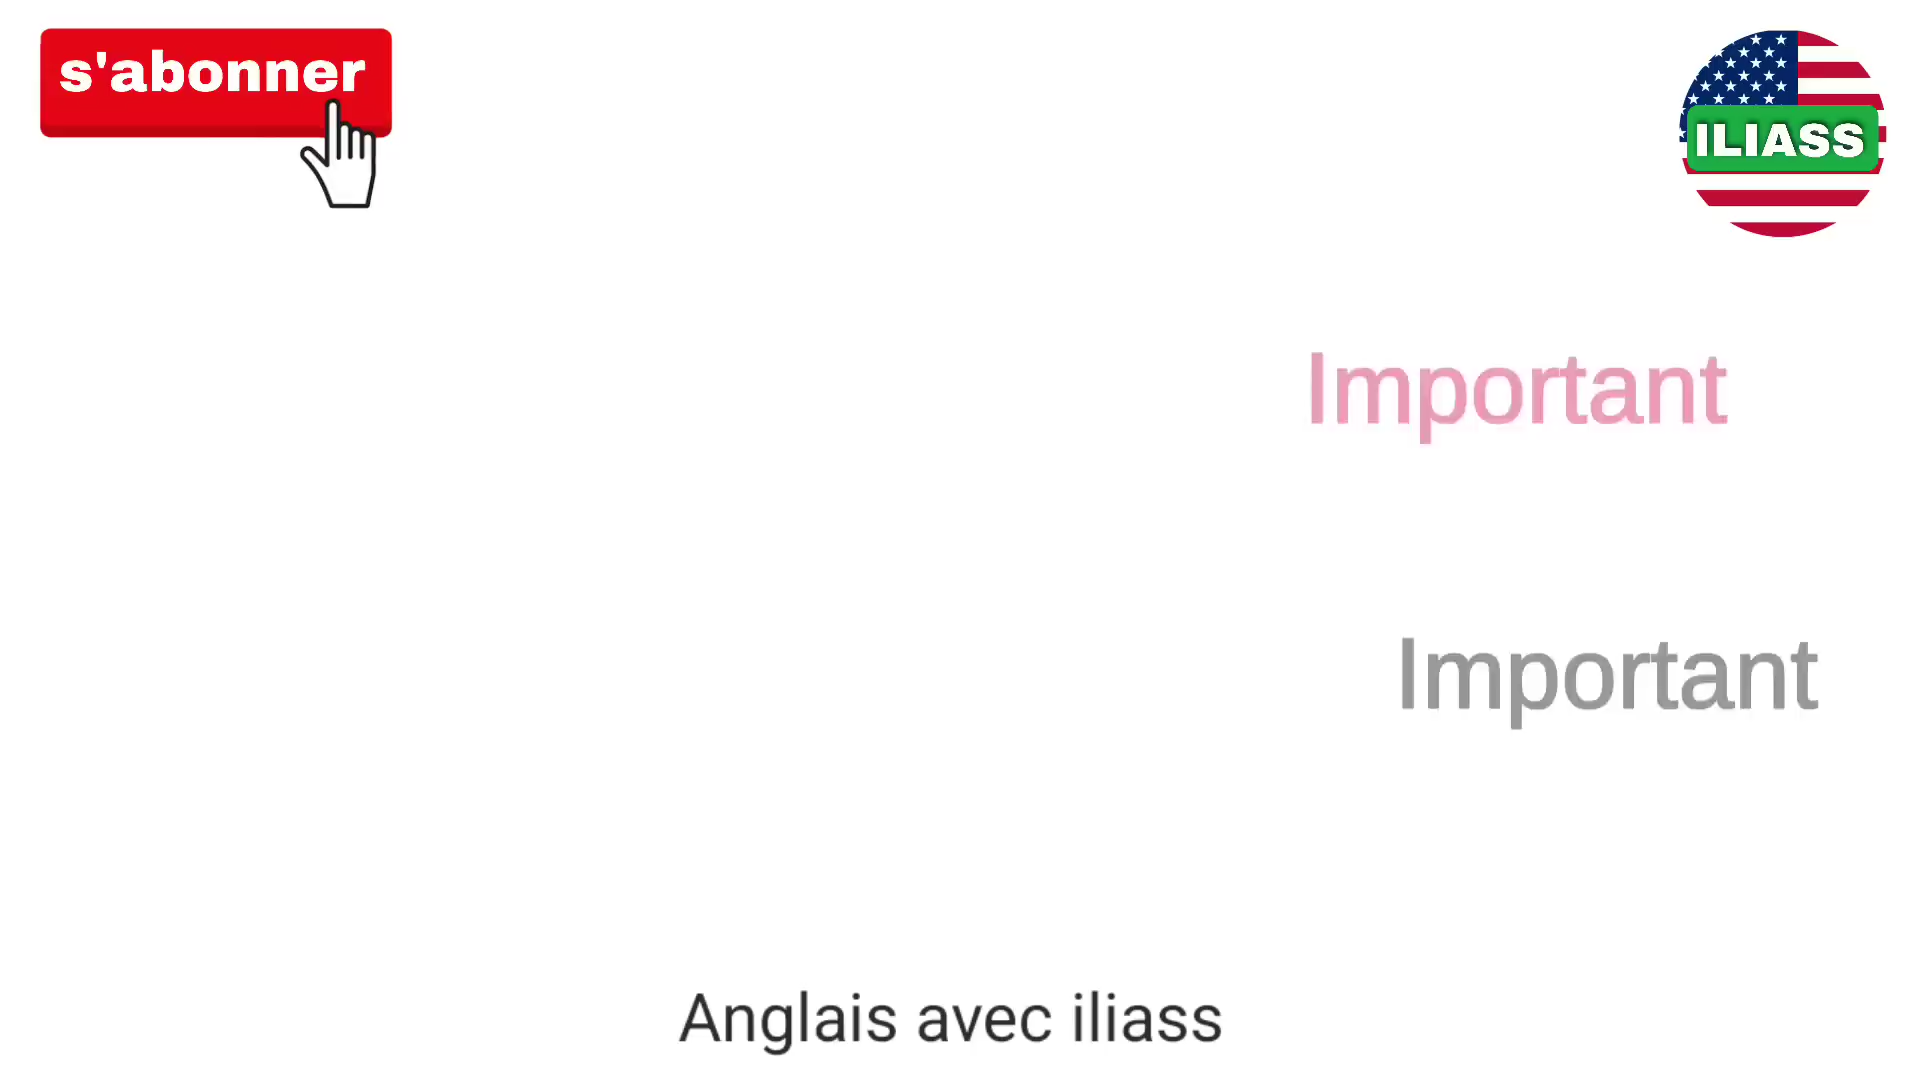 s'abonner
ILIASS
Important
Important
Anglais avec iliass